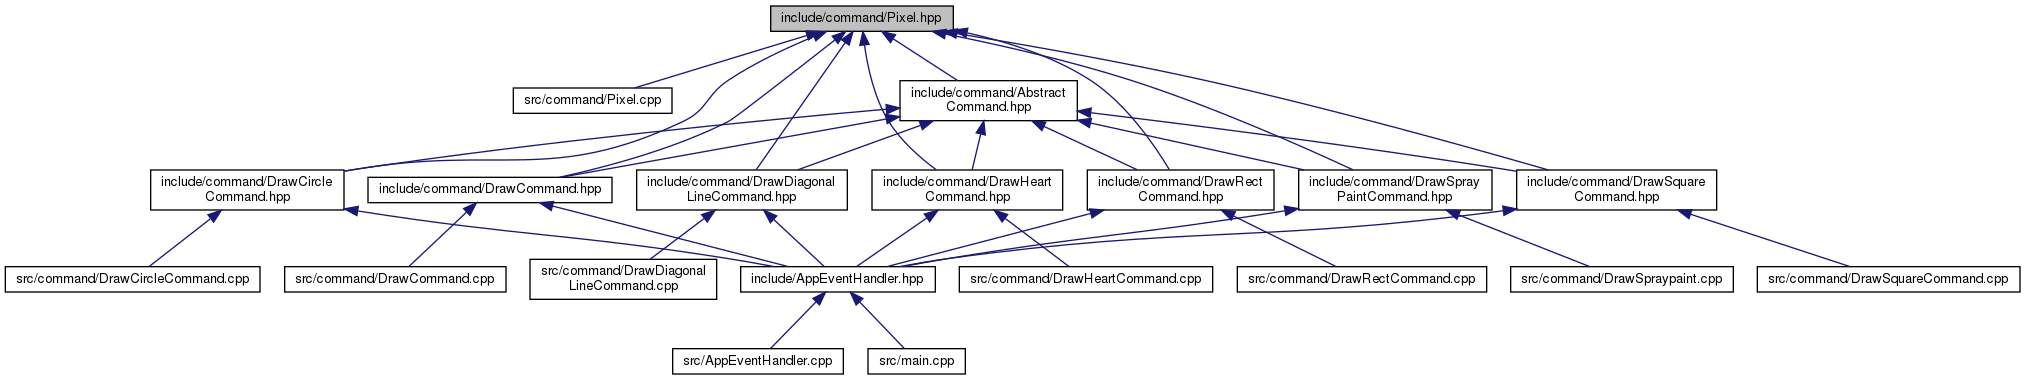 include/command/Pixel.hpp
src/command/Pixel.cpp
include/command/Abstract
Command.hpp
include/command/DrawCircle
Command.hpp
include/command/DrawCommand.hpp
include/command/DrawDiagonal
LineCommand.hpp
include/command/DrawHeart
Command.hpp
include/command/DrawRect
Command.hpp
include/command/DrawSpray
PaintCommand.hpp
include/command/DrawSquare
Command.hpp
src/command/DrawCircleCommand.cpp
src/command/DrawCommand.cpp
src/command/DrawDiagonal
LineCommand.cpp
include/AppEventHandler.hpp
src/command/DrawHeartCommand.cpp
src/command/DrawRectCommand.cpp
src/command/DrawSpraypaint.cpp
src/command/DrawSquareCommand.cpp
src/AppEventHandler.cpp
src/main.cpp